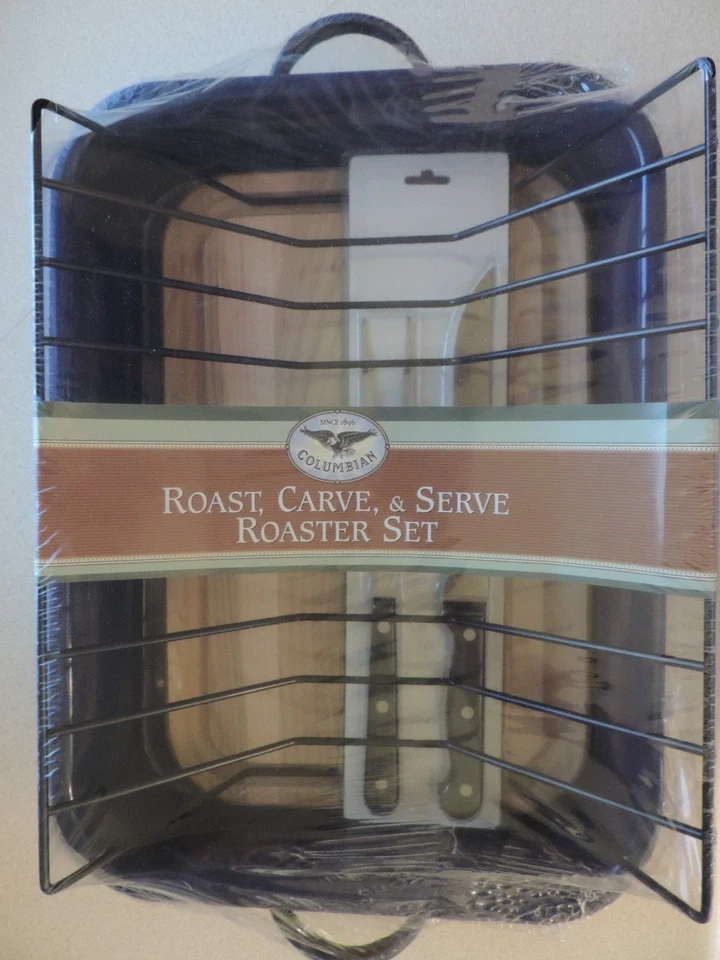 SINCE 1896
COLUMBIAN
ROAST, CARVE, & SERVE
ROASTER SET